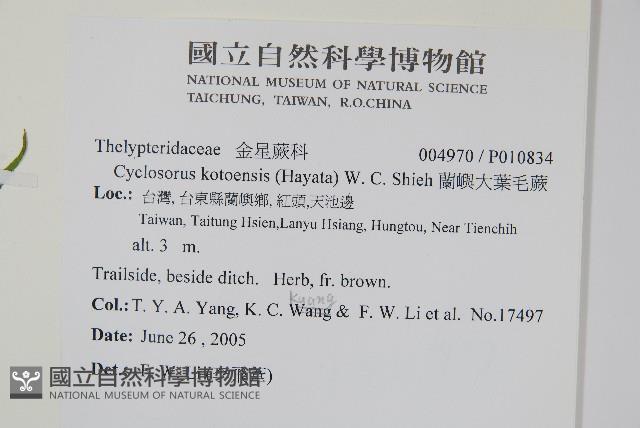 國立自然科學博物館
NATIONAL MUSEUM OF NATURAL SCIENCE
TAICHUNG, TAIWAN, R.O.CHINA
Thelypteridaceae 金星蕨科 004970 / P010834
Cyclosorus kotoensis (Hayata) W. C. Shieh 蘭嶼大葉毛蕨
Loc.: 台灣, 台東縣蘭嶼鄉, 紅頭,天池邊
Taiwan, Taitung Hsien,Lanyu Hsiang, Hungtou, Near Tienchih
alt. 3 m.
Trailside, beside ditch. Herb, fr. brown.
Kuang
Col.: T. Y. A. Yang, K. C. Wang & F. W. Li et al. No.17497
Date: June 26 , 2005
Det.: F. W. Li
國立自然科學博物館
NATIONAL MUSEUM OF NATURAL SCIENCE